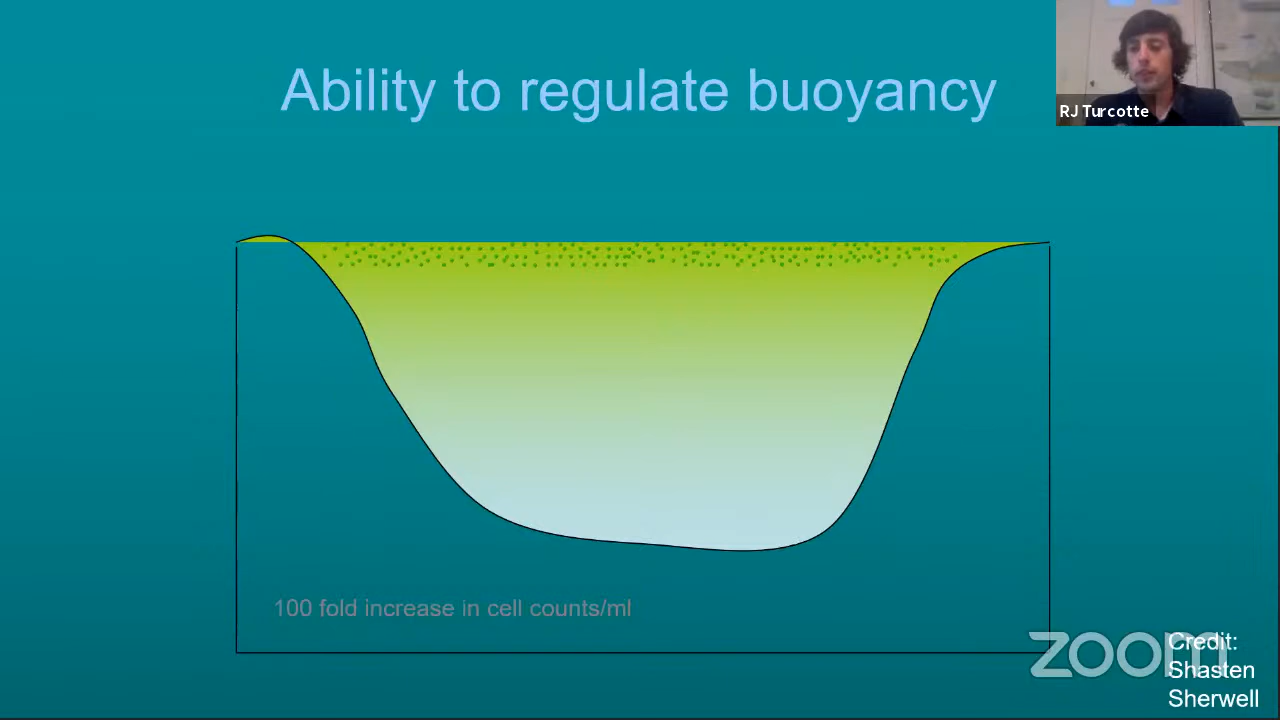 Ability to regulate buoyancy
RJ Turcotte
100 fold increase in cell counts/ml
zoom
Credit:
Shasten
Sherwell